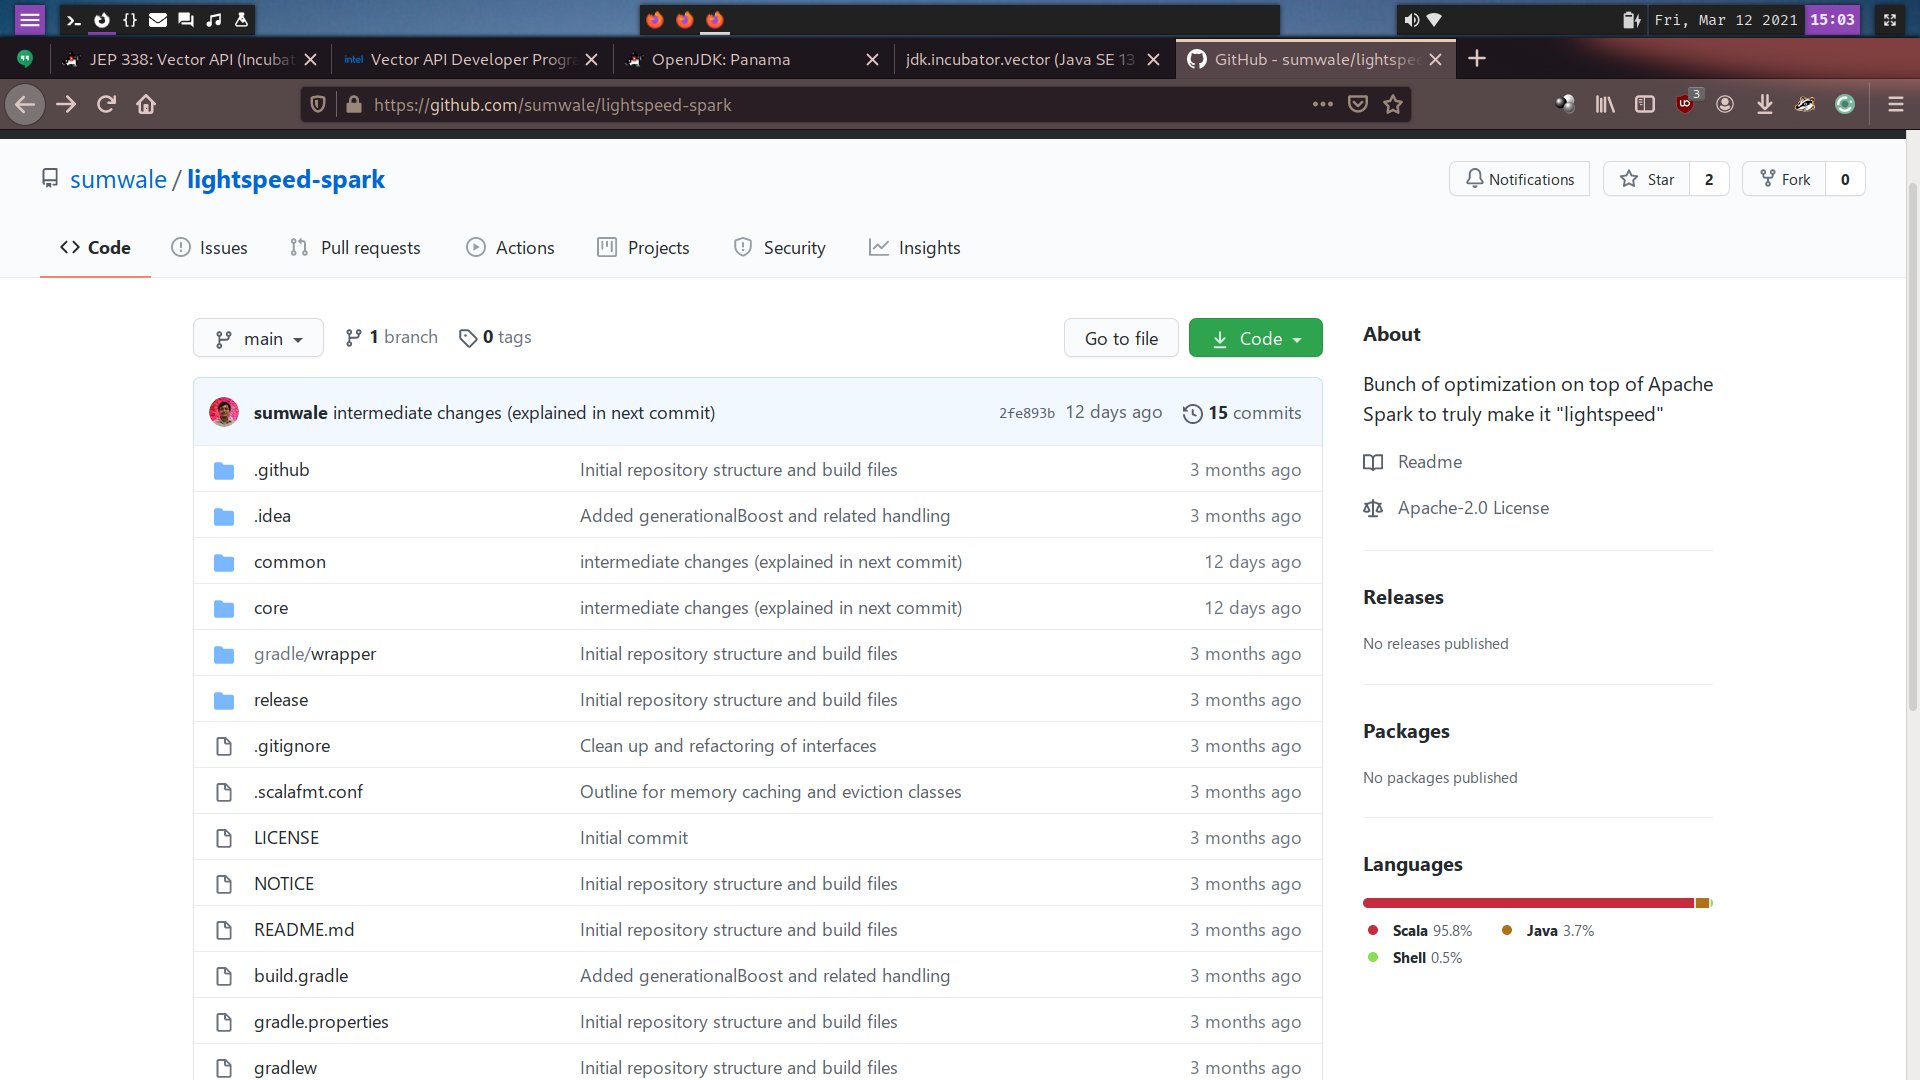 Fri, Mar 12 2021 15:03
JEP 338: Vector API (Incubat
intel Vector API Developer Progra
OpenJDK: Panama
jdk.incubator.vector (Java SE 13
GitHub - sumwale/lightspee
https://github.com/sumwale/lightspeed-spark
3
sumwale / lightspeed-spark
Notifications
Star 2
Fork 0
Code
Issues
Pull requests
Actions
Projects
Security
Insights
main
1 branch
0 tags
Go to file
Code
sumwale intermediate changes (explained in next commit) 2fe893b 12 days ago 15 commits
.github Initial repository structure and build files 3 months ago
.idea Added generationalBoost and related handling 3 months ago
common intermediate changes (explained in next commit) 12 days ago
core intermediate changes (explained in next commit) 12 days ago
gradle/wrapper Initial repository structure and build files 3 months ago
release Initial repository structure and build files 3 months ago
.gitignore Clean up and refactoring of interfaces 3 months ago
.scalafmt.conf Outline for memory caching and eviction classes 3 months ago
LICENSE Initial commit 3 months ago
NOTICE Initial repository structure and build files 3 months ago
README.md Initial repository structure and build files 3 months ago
build.gradle Added generationalBoost and related handling 3 months ago
gradle.properties Initial repository structure and build files 3 months ago
gradlew Initial repository structure and build files 3 months ago
About
Bunch of optimization on top of Apache
Spark to truly make it "lightspeed"
Readme
Apache-2.0 License
Releases
No releases published
Packages
No packages published
Languages
Scala 95.8% Java 3.7%
Shell 0.5%